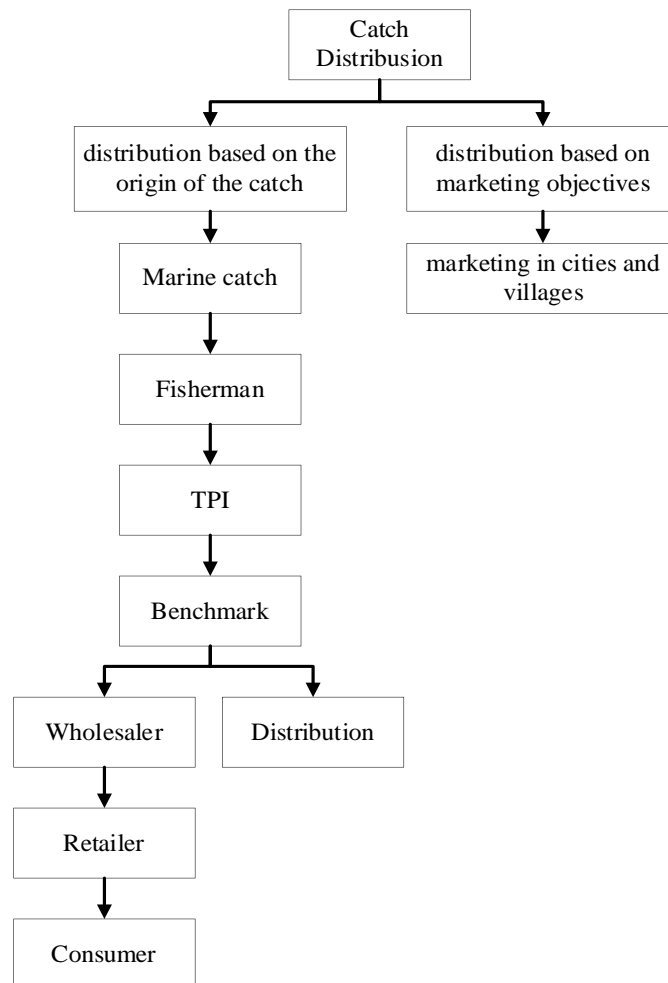 Catch
Distribusion
distribution based on the
origin of the catch
distribution based on
marketing objectives
Marine catch
marketing in cities and
villages
Fisherman
TPI
Benchmark
Wholesaler
Distribution
Retailer
Consumer